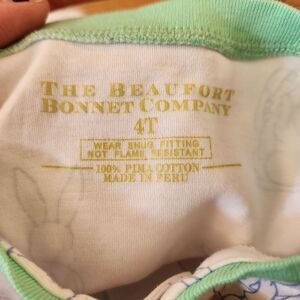 THE BEAUFORT
BONNET COMPANY
4T
WEAR SNUG FITTING
NOT FLAME RESISTANT
100% PIMA COTTON
MADE IN PERU